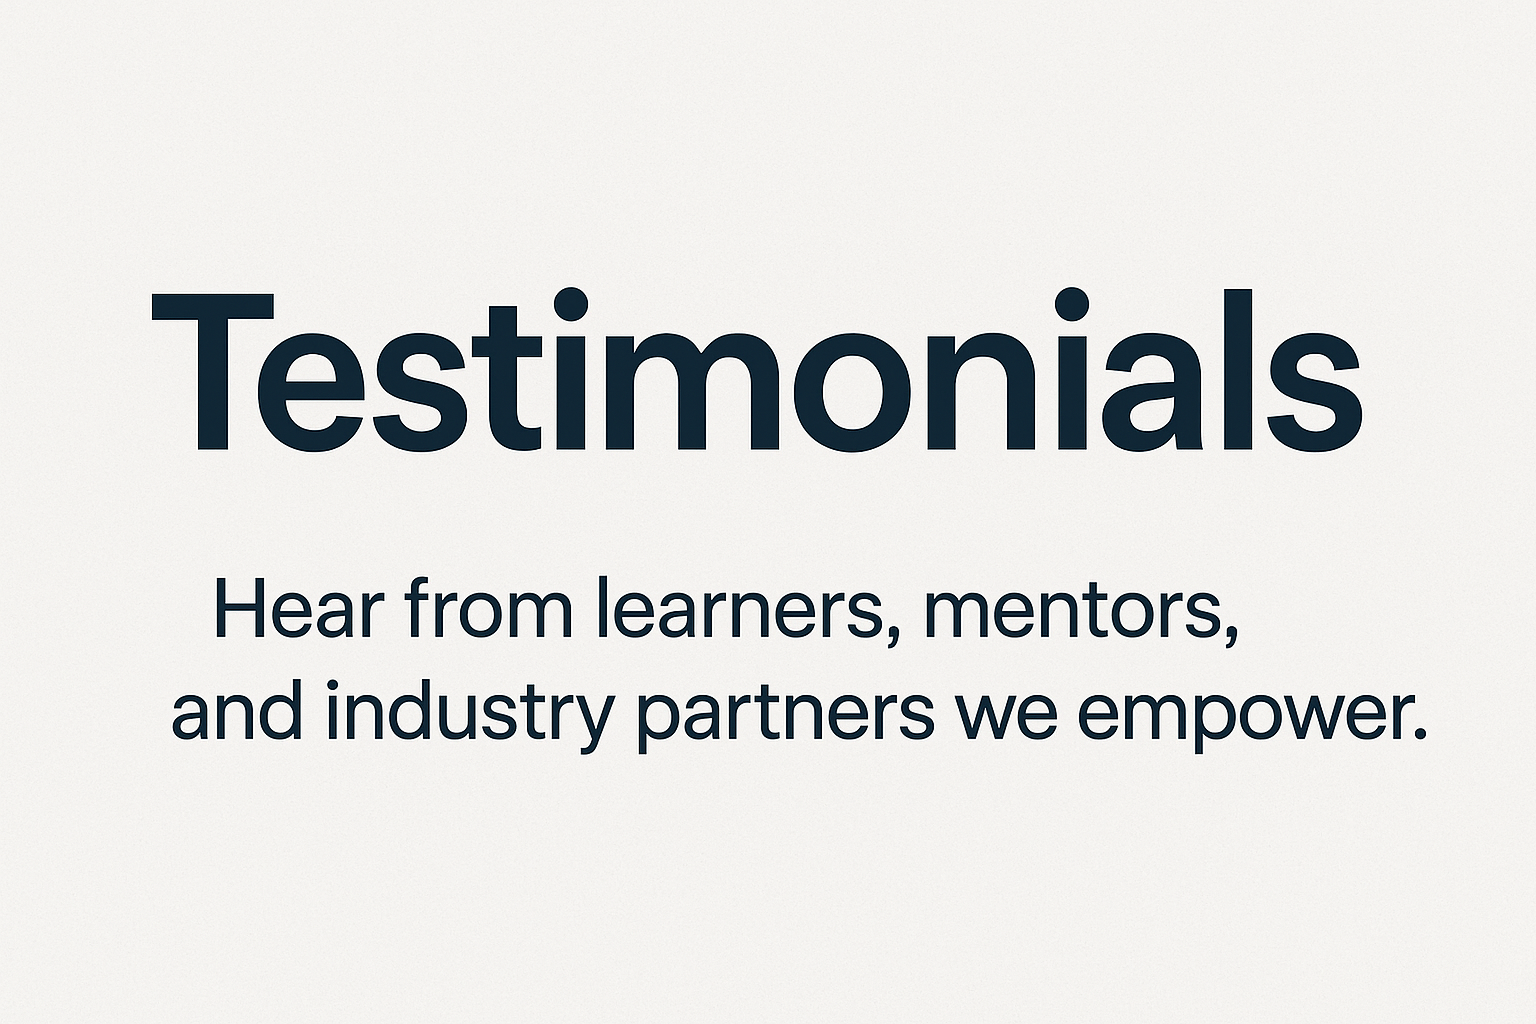 Testimonials
Hear from learners, mentors,
and industry partners we empower.